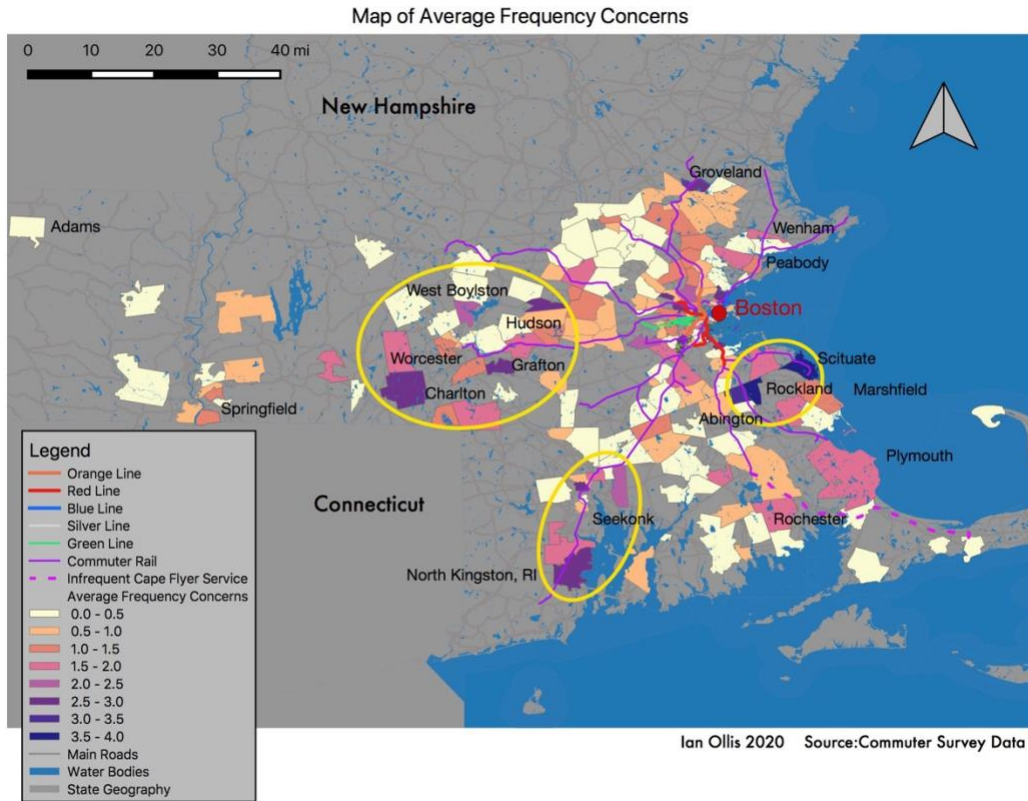 Map of Average Frequency Concerns
0 10 20 30 40 mi
New Hampshire
Groveland
Adams
Wenham
Peabody
West Boylston
Boston
Hudson
Worcester
Grafton
Scituate
Charlton
Rockland
Marshfield
Springfield
Abington
Plymouth
Connecticut
Seekonk
Rochester
North Kingston, RI
Legend
Orange Line
Red Line
Blue Line
Silver Line
Green Line
Commuter Rail
Infrequent Cape Flyer Service
Average Frequency Concerns
0.0 - 0.5
0.5 - 1.0
1.0 - 1.5
1.5 - 2.0
2.0 - 2.5
2.5 - 3.0
3.0 - 3.5
3.5 - 4.0
Main Roads
Water Bodies
State Geography
Ian Ollis 2020 Source:Commuter Survey Data